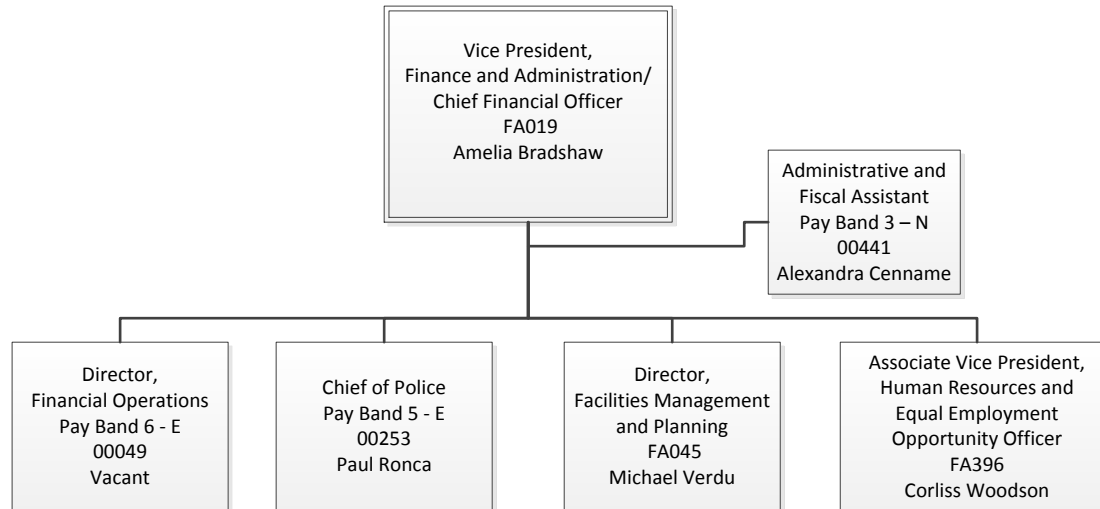 Vice President,
Finance and Administration/
Chief Financial Officer
FA019
Amelia Bradshaw
Administrative and
Fiscal Assistant
Pay Band 3 – N
00441
Alexandra Cenname
Director,
Financial Operations
Pay Band 6 - E
00049
Vacant
Chief of Police
Pay Band 5 - E
00253
Paul Ronca
Director,
Facilities Management
and Planning
FA045
Michael Verdu
Associate Vice President,
Human Resources and
Equal Employment
Opportunity Officer
FA396
Corliss Woodson